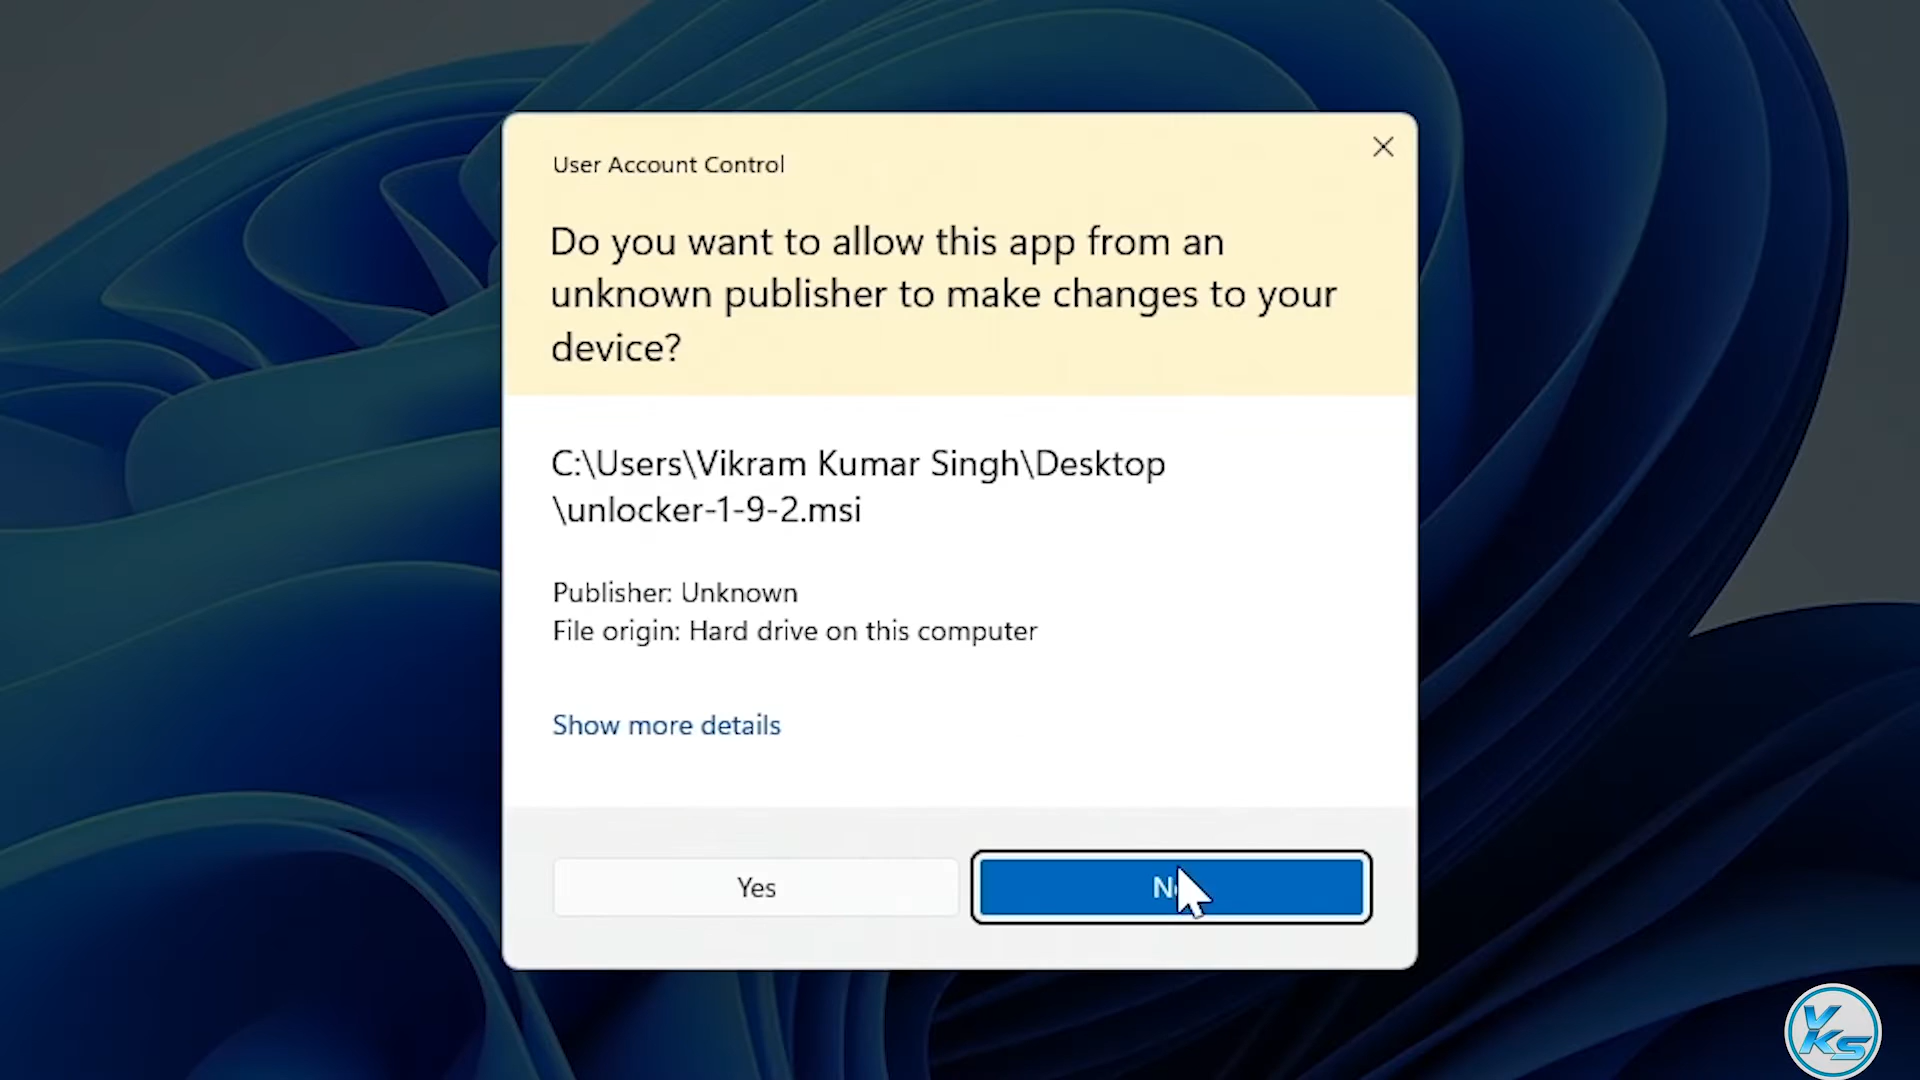 User Account Control
Do you want to allow this app from an
unknown publisher to make changes to your
device?
C:\Users\Vikram Kumar Singh\Desktop
\unlocker-1-9-2.msi
Publisher: Unknown
File origin: Hard drive on this computer
Show more details
Yes
No
VKS